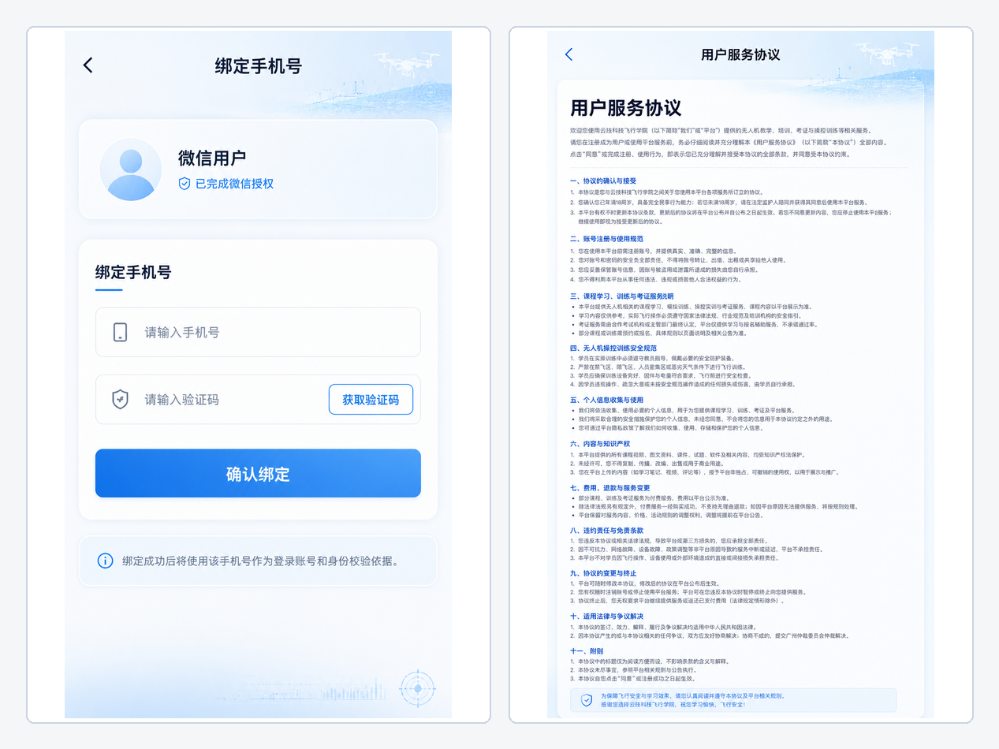 绑定手机号
微信用户
已完成微信授权
绑定手机号
请输入手机号
请输入验证码
获取验证码
确认绑定
绑定成功后将使用该手机号作为登录账号和身份校验依据。
用户服务协议
用户服务协议
欢迎您使用云技科技飞行学院（以下简称“我们”或“平台”）提供的无人机教学、培训、考证与操控训练等相关服务。
请您在注册成为用户或使用平台服务前，务必仔细阅读并充分理解本《用户服务协议》（以下简款“本协议”）全部内容。
点击“同意”或完成注册、使用行为，即表示您已充分理解并接受本协议的全部条款，并同意受本协议约束。
一、协议的确认与接受
1. 本协议是您与云技科技飞行学院之间关于您使用本平台各项服务所订立的协议。
2. 您确认您已年满18周岁，具备完全民事行为能力；若您未满18周岁，请在法定监护人陪同并获得其同意后使用本平台服务。
3. 本平台有权不时更新本协议条款，更新后的协议将在平台公布并自公布之日起生效。若您不同意更新内容，您应停止使用本平台服务；
继续使用即视为接受更新后的协议。
二、账号注册与使用规范
1. 您在使用本平台前需注册账号，并提供真实、准确、完整的信息。
2. 您对账号和密码的安全负全部责任，不得将账号转让、出借、出租或共享给他人使用。
3. 您应妥善保管账号信息，因账号被盗用或泄露所造成的损失由您自行承担。
4. 您不得利用本平台从事任何违法、违规或损害他人合法权益的行为。
三、课程学习、训练与考证服务说明
• 本平台提供无人机相关的课程学习、模拟训练、操控实训与考证服务，课程内容以平台展示为准。
• 学习内容仅供参考，实际飞行操作必须遵守国家法律法规、行业规范及培训机构的安全指引。
• 考证服务需由合作考试机构或主管部门最终认定，平台仅提供学习与报名辅助服务，不承诺通过率。
• 部分课程或训练需预约或报名，具体规则以页面说明及相关公告为准。
四、无人机操控训练安全规范
1. 学员在实操训练中必须遵守教员指导，佩戴必要的安全防护装备。
2. 严禁在禁飞区、限飞区、人员密集区或恶劣天气条件下进行飞行训练。
3. 学员应确保训练设备完好，固件与电量符合要求，飞行前进行安全检查。
4. 因学员违规操作、疏忽大意或未按安全规范操作造成的任何损失或伤害，由学员自行承担。
五、个人信息收集与使用
• 我们将依法收集、使用必要的个人信息，用于为您提供课程学习、训练、考证及平台服务。
• 我们将采取合理的安全措施保护您的个人信息，未经您同意，不会将您的信息用于本协议约定之外的用途。
• 您可通过平台隐私政策了解我们如何收集、使用、存储和保护您的个人信息。
六、内容与知识产权
1. 本平台提供的所有课程视频、图文资料、课件、试题、软件及相关内容，均受知识产权法保护。
2. 未经许可，您不得复制、传播、改编、出售或用于商业用途。
3. 您在平台上传的内容（如学习笔记、视频、评论等），授予平台非独占、可撤销的使用权，以用于展示与推广。
七、费用、退款与服务变更
• 部分课程、训练及考证服务为付费服务，费用以平台公示为准。
• 除法律法规另有规定外，付费服务一经购买成功，不支持无理由退款；如因平台原因无法提供服务，将按规则处理。
• 平台保留对服务内容、价格、活动规则的调整权利，调整将提前在平台公告。
八、违约责任与免责条款
1. 您违反本协议或相关法律法规，导致平台或第三方损失的，您应承担全部责任。
2. 因不可抗力、网络故障、设备故障、政策调整等非平台原因导致的服务中断或延迟，平台不承担责任。
3. 本平台不对学员因飞行操作、设备使用或外部环境造成的直接或间接损失承担责任。
九、协议的变更与终止
1. 平台可随时修改本协议，修改后的协议在平台公布后生效。
2. 您有权随时注销账号或停止使用平台服务；平台可在您违反本协议时暂停或终止向您提供服务。
3. 协议终止后，您无权要求平台继续提供服务或返还已支付费用（法律规定情形除外）。
十、适用法律与争议解决
1. 本协议的签订、效力、解释、履行及争议解决均适用中华人民共和国法律。
2. 因本协议产生的或与本协议相关的任何争议，双方应友好协商解决；协商不成的，提交广州仲裁委员会仲裁解决。
十一、附则
1. 本协议中的标题仅为阅读方便而设，不影响条款的含义与解释。
2. 本协议未尽事宜，参照平台相关规则与公告执行。
3. 本协议自您点击“同意”或注册成功之日起生效。
为保障飞行安全与学习效果，请您认真阅读并遵守本协议及平台相关规则。
感谢您选择云技科技飞行学院，祝您学习愉快，飞行安全！